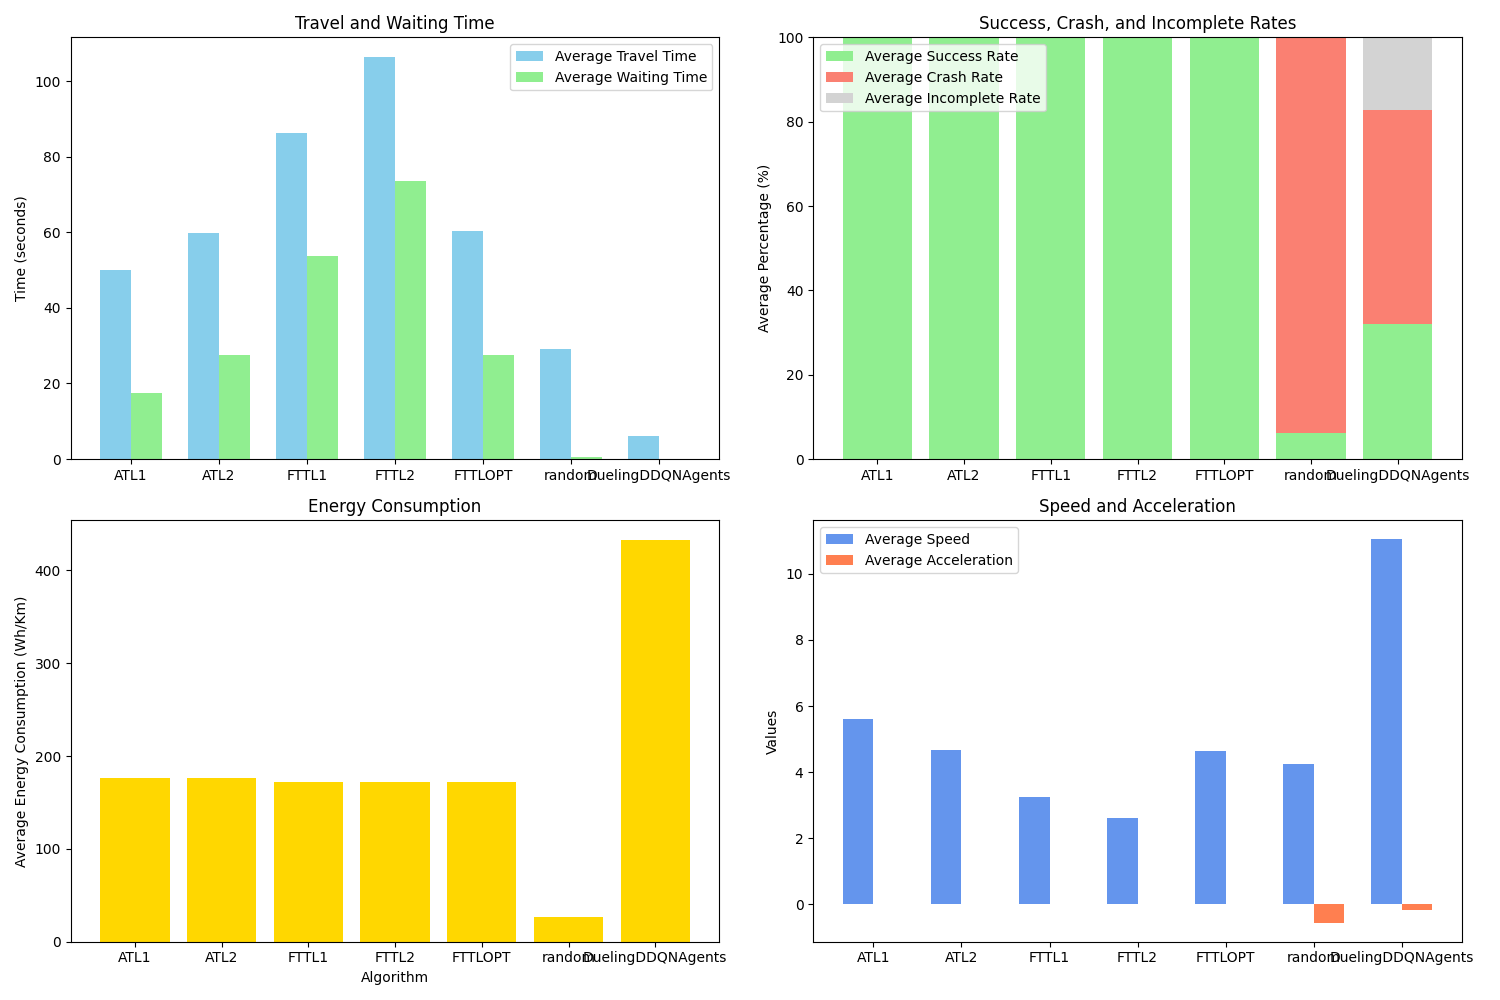 Travel and Waiting Time
Time (seconds)
100
80
60
40
20
0
Average Travel Time
Average Waiting Time
ATL1 ATL2 FTTL1 FTTL2 FTTLOPT random DuelingDDQNAgents
Success, Crash, and Incomplete Rates
Average Percentage (%)
100
80
60
40
20
0
Average Success Rate
Average Crash Rate
Average Incomplete Rate
ATL1 ATL2 FTTL1 FTTL2 FTTLOPT random DuelingDDQNAgents
Energy Consumption
Average Energy Consumption (Wh/Km)
400
300
200
100
0
ATL1 ATL2 FTTL1 FTTL2 FTTLOPT random DuelingDDQNAgents
Algorithm
Speed and Acceleration
Values
10
8
6
4
2
0
Average Speed
Average Acceleration
ATL1 ATL2 FTTL1 FTTL2 FTTLOPT random DuelingDDQNAgents